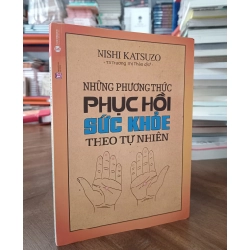 NISHI KATSUZO
NHỮNG PHƯƠNG THỨC
PHỤC HỒI
SỨC KHỎE
THEO TỰ NHIÊN